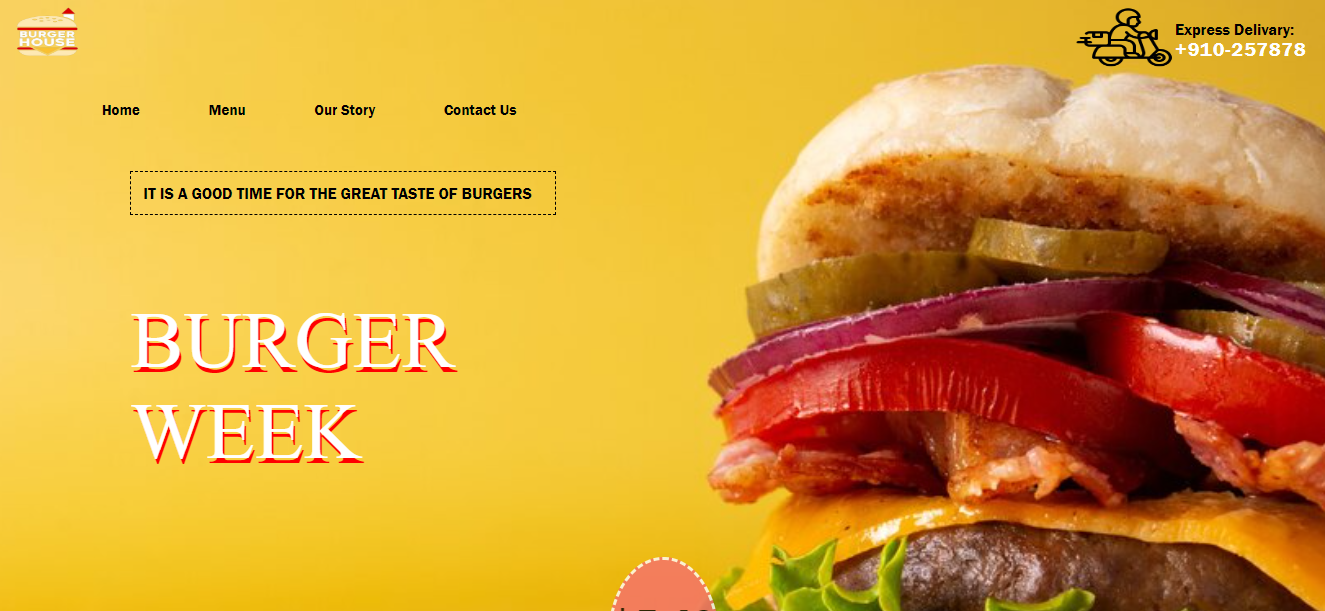 BURGER
HOUSE
Express Delivary:
+910-257878
Home Menu Our Story Contact Us
IT IS A GOOD TIME FOR THE GREAT TASTE OF BURGERS
BURGER
WEEK